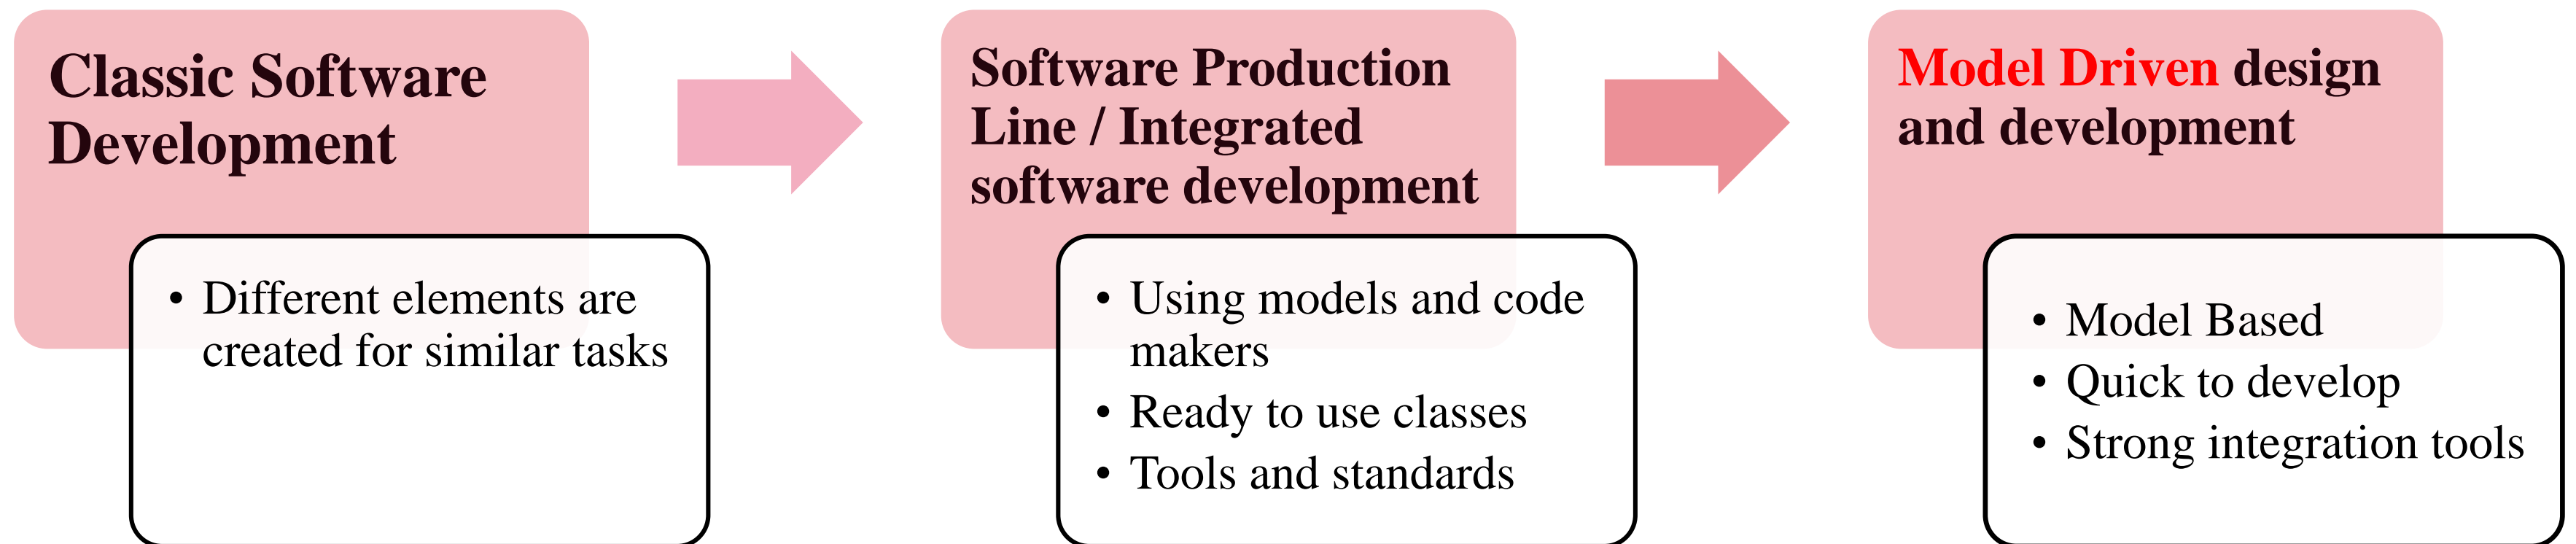 Classic Software
Development
• Different elements are
created for similar tasks
Software Production
Line / Integrated
software development
• Using models and code
makers
• Ready to use classes
• Tools and standards
Model Driven design
and development
• Model Based
• Quick to develop
• Strong integration tools